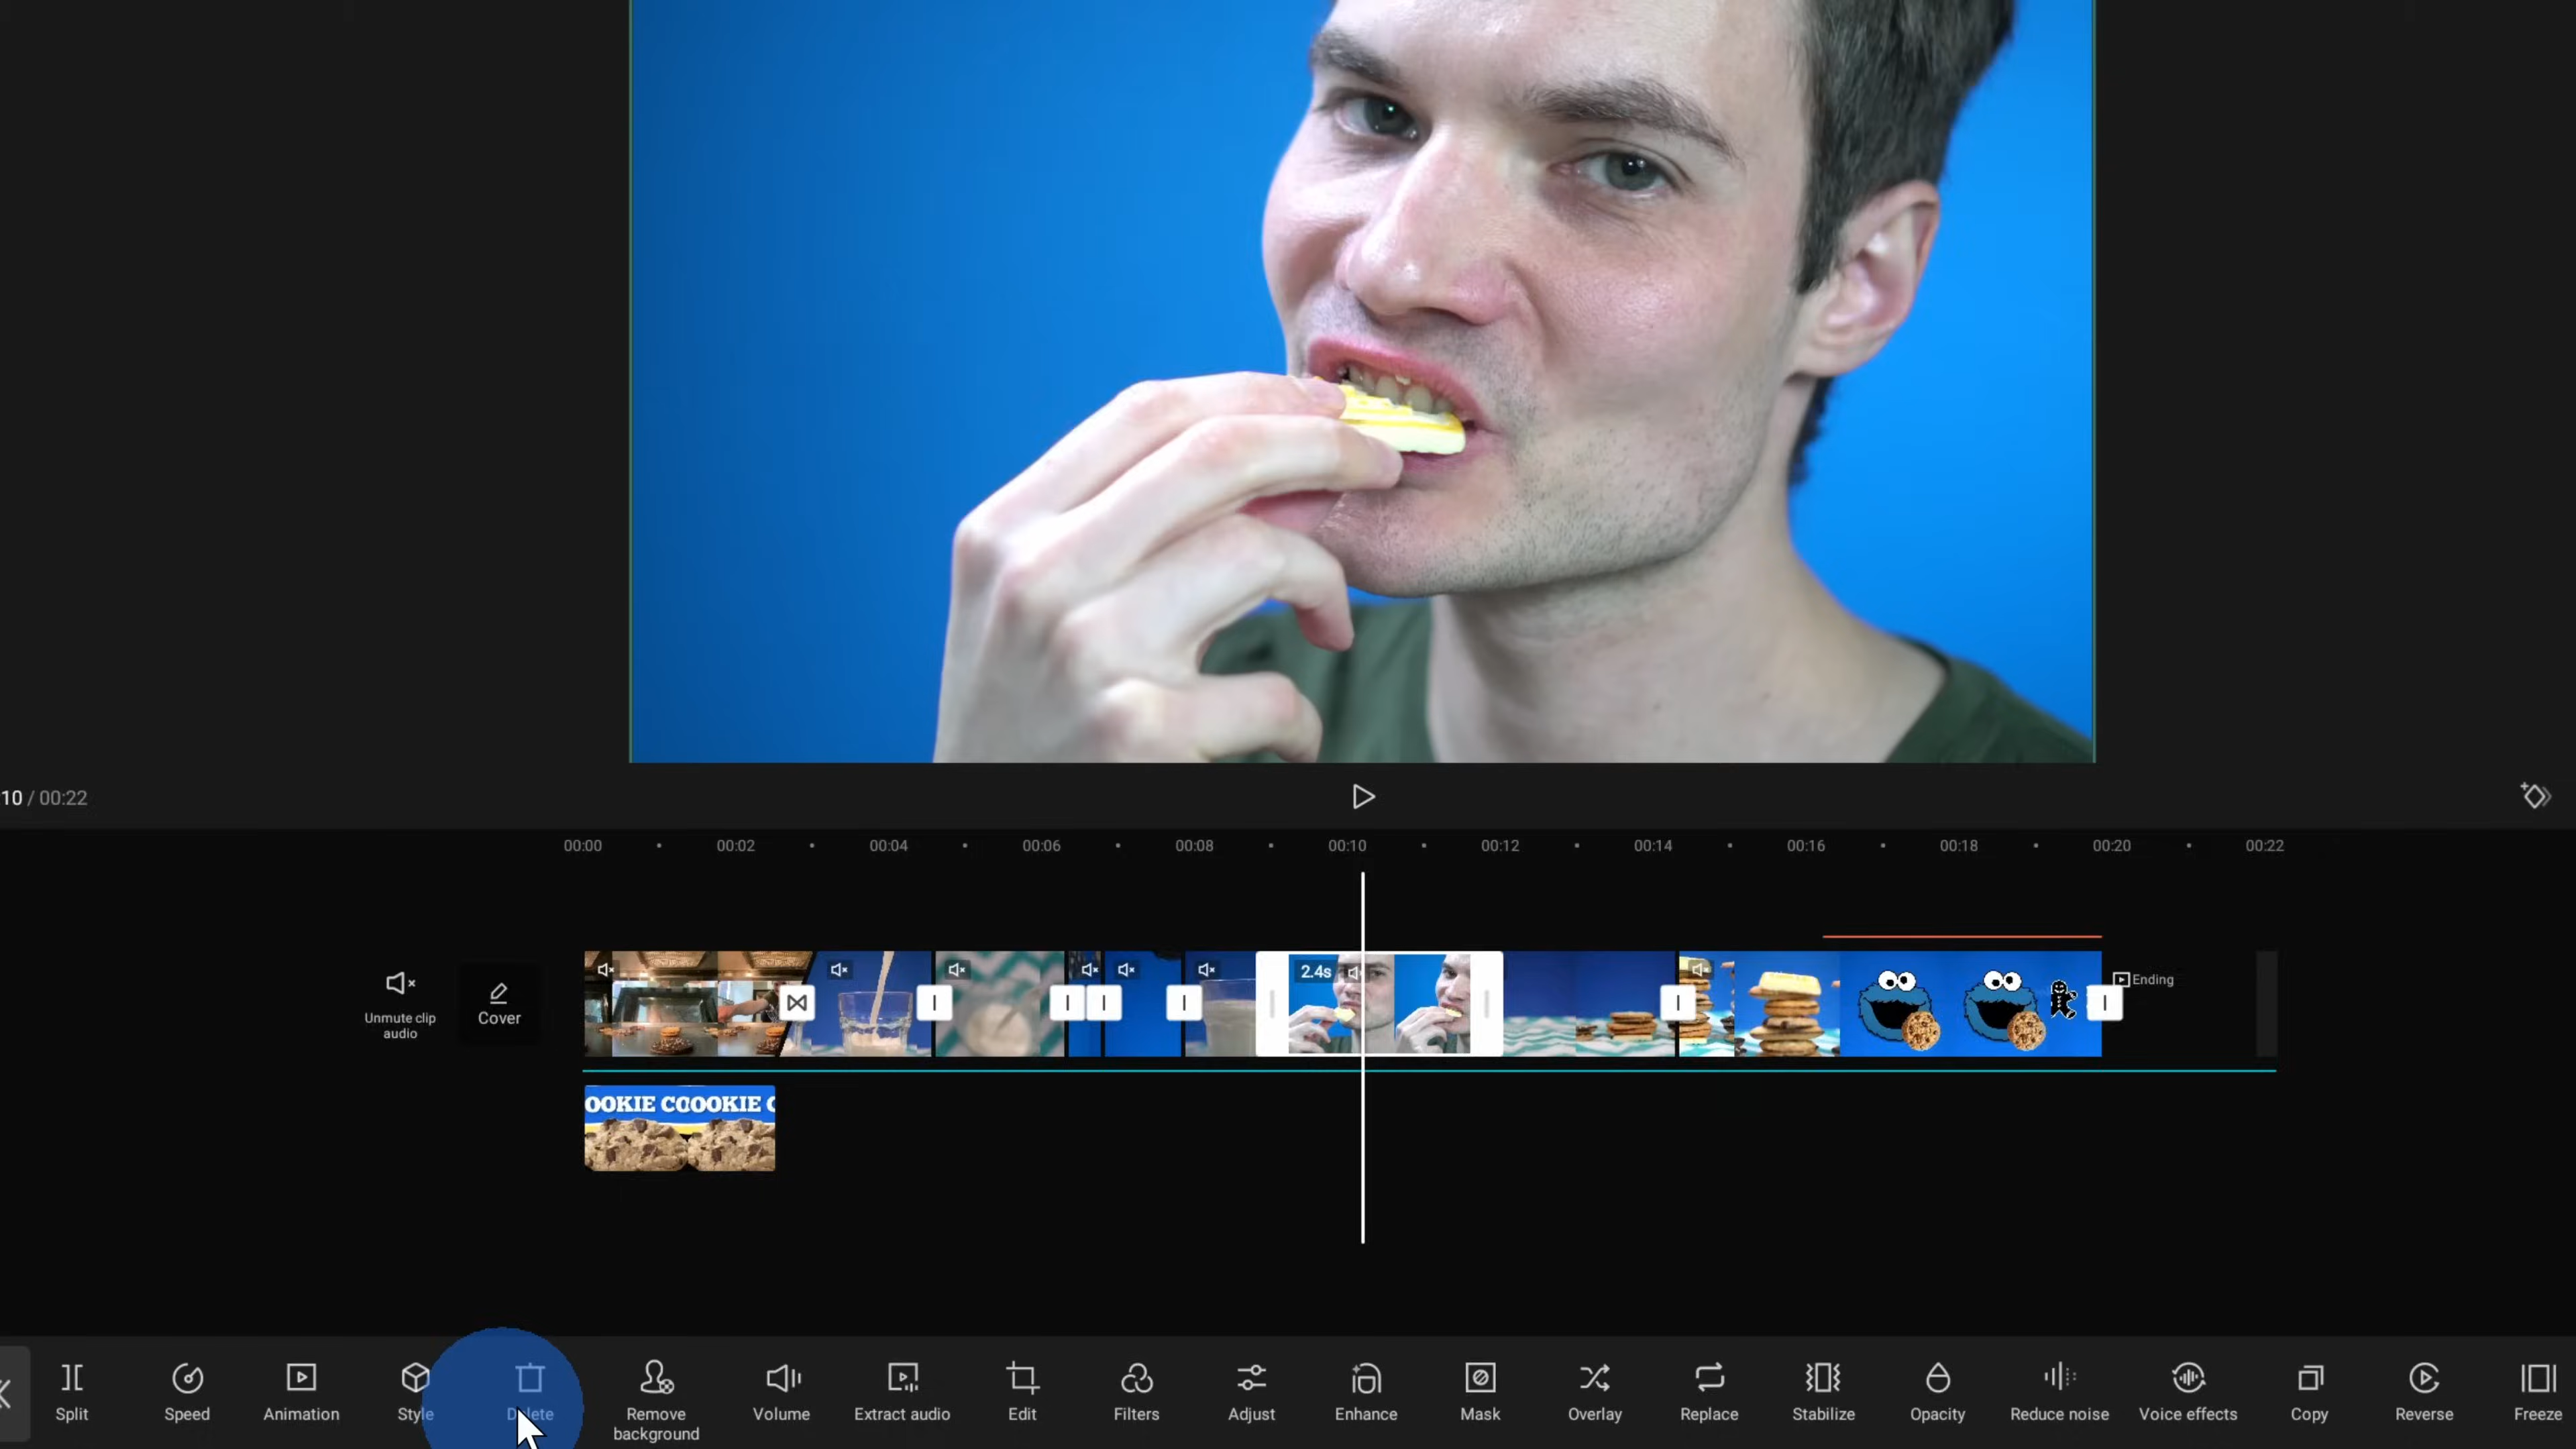 10 / 00:22
00:00 00:02 00:04 00:06 00:08 00:10 00:12 00:14 00:16 00:18 00:20 00:22
2.4s
Ending
Unmute clip
audio
Cover
OOKIE COOOKIE C
Split
Speed
Animation
Style
Delete
Remove
background
Volume
Extract audio
Edit
Filters
Adjust
Enhance
Mask
Overlay
Replace
Stabilize
Opacity
Reduce noise
Voice effects
Copy
Reverse
Freeze